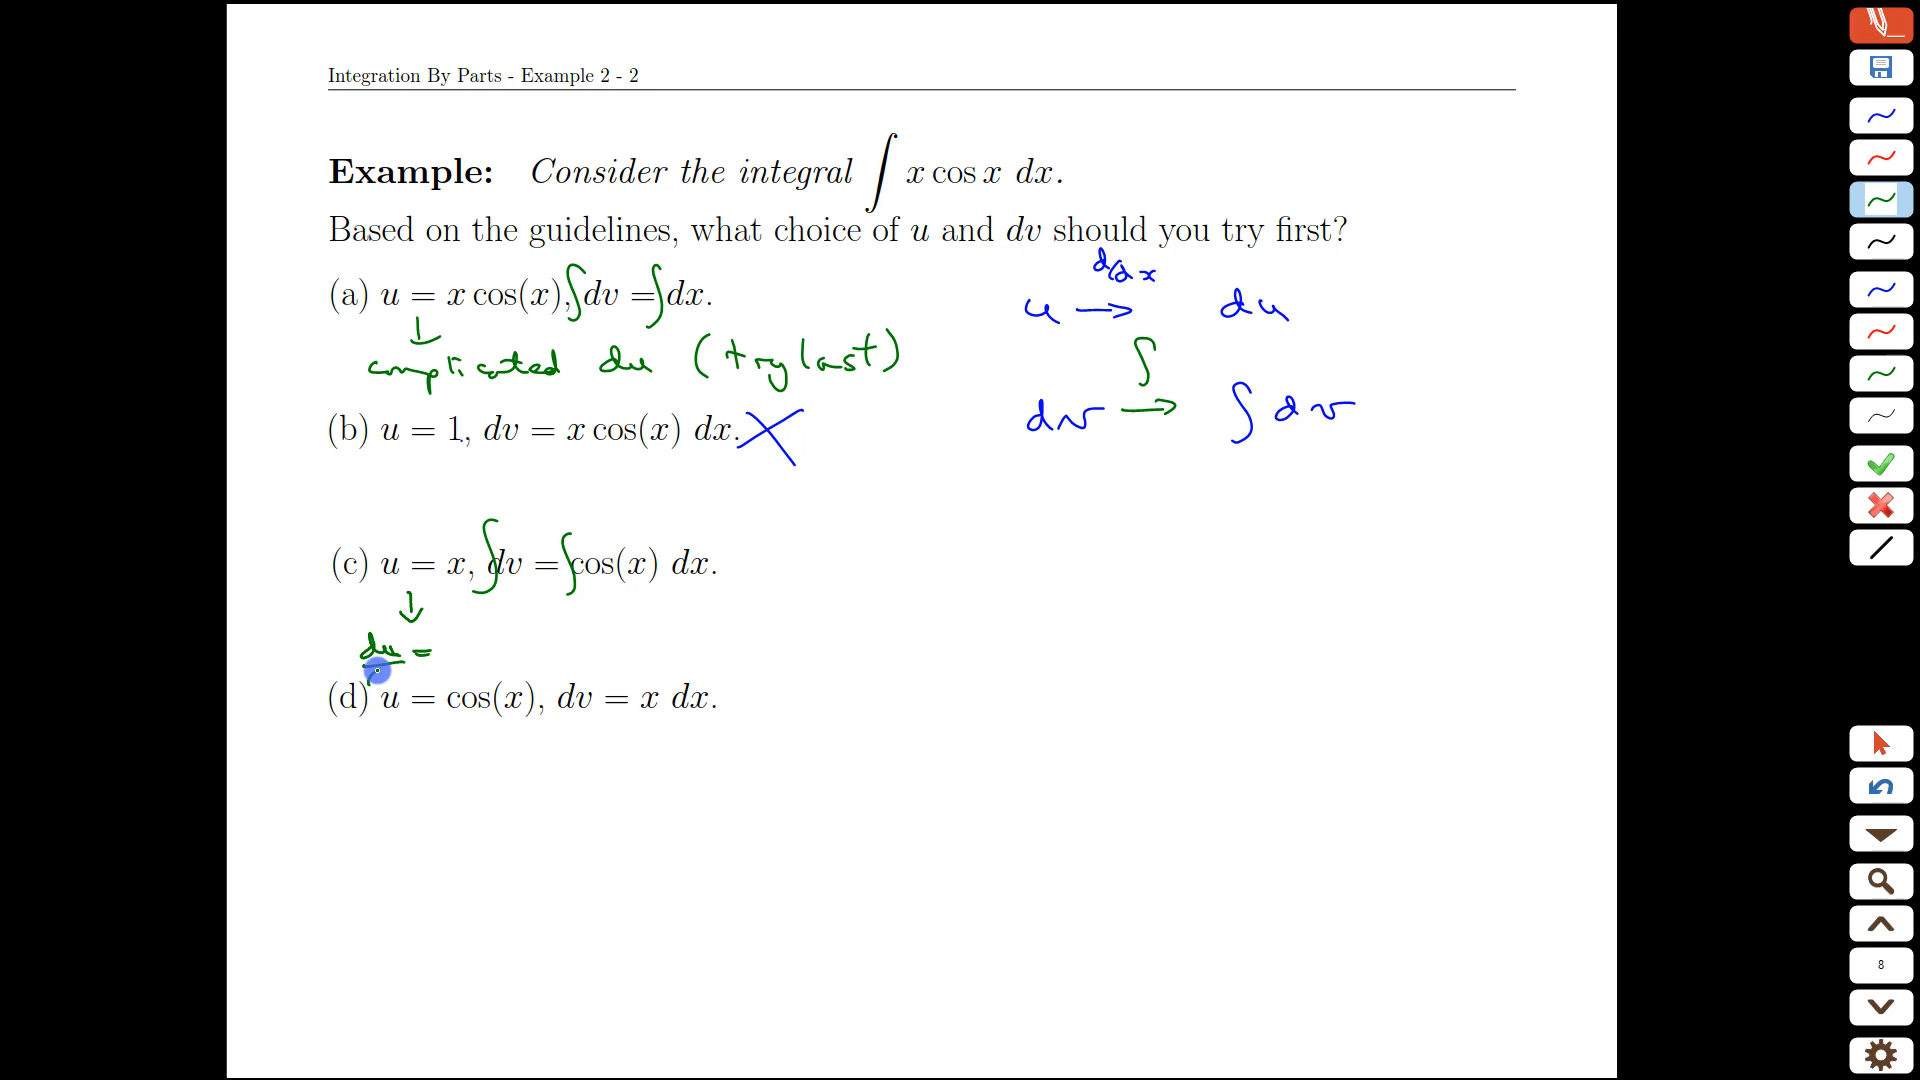 Integration By Parts - Example 2 - 2
Example: Consider the integral ∫ x cos x dx.
Based on the guidelines, what choice of u and dv should you try first?
d/dx
(a) u = x cos(x), ∫dv = ∫dx.
u → du
↓
complicated du (try last)
∫
(b) u = 1, dv = x cos(x) dx.
dv → ∫ dv
(c) u = x, ∫dv = ∫cos(x) dx.
↓
du =
(d) u = cos(x), dv = x dx.
8